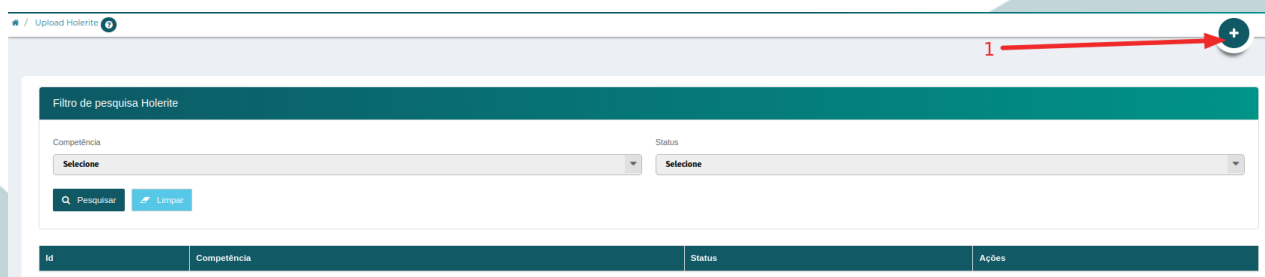 / Upload Holerite ?
+
1
Filtro de pesquisa Holerite
Competência Status
Selecione Selecione
Pesquisar Limpar
Id Competência Status Ações